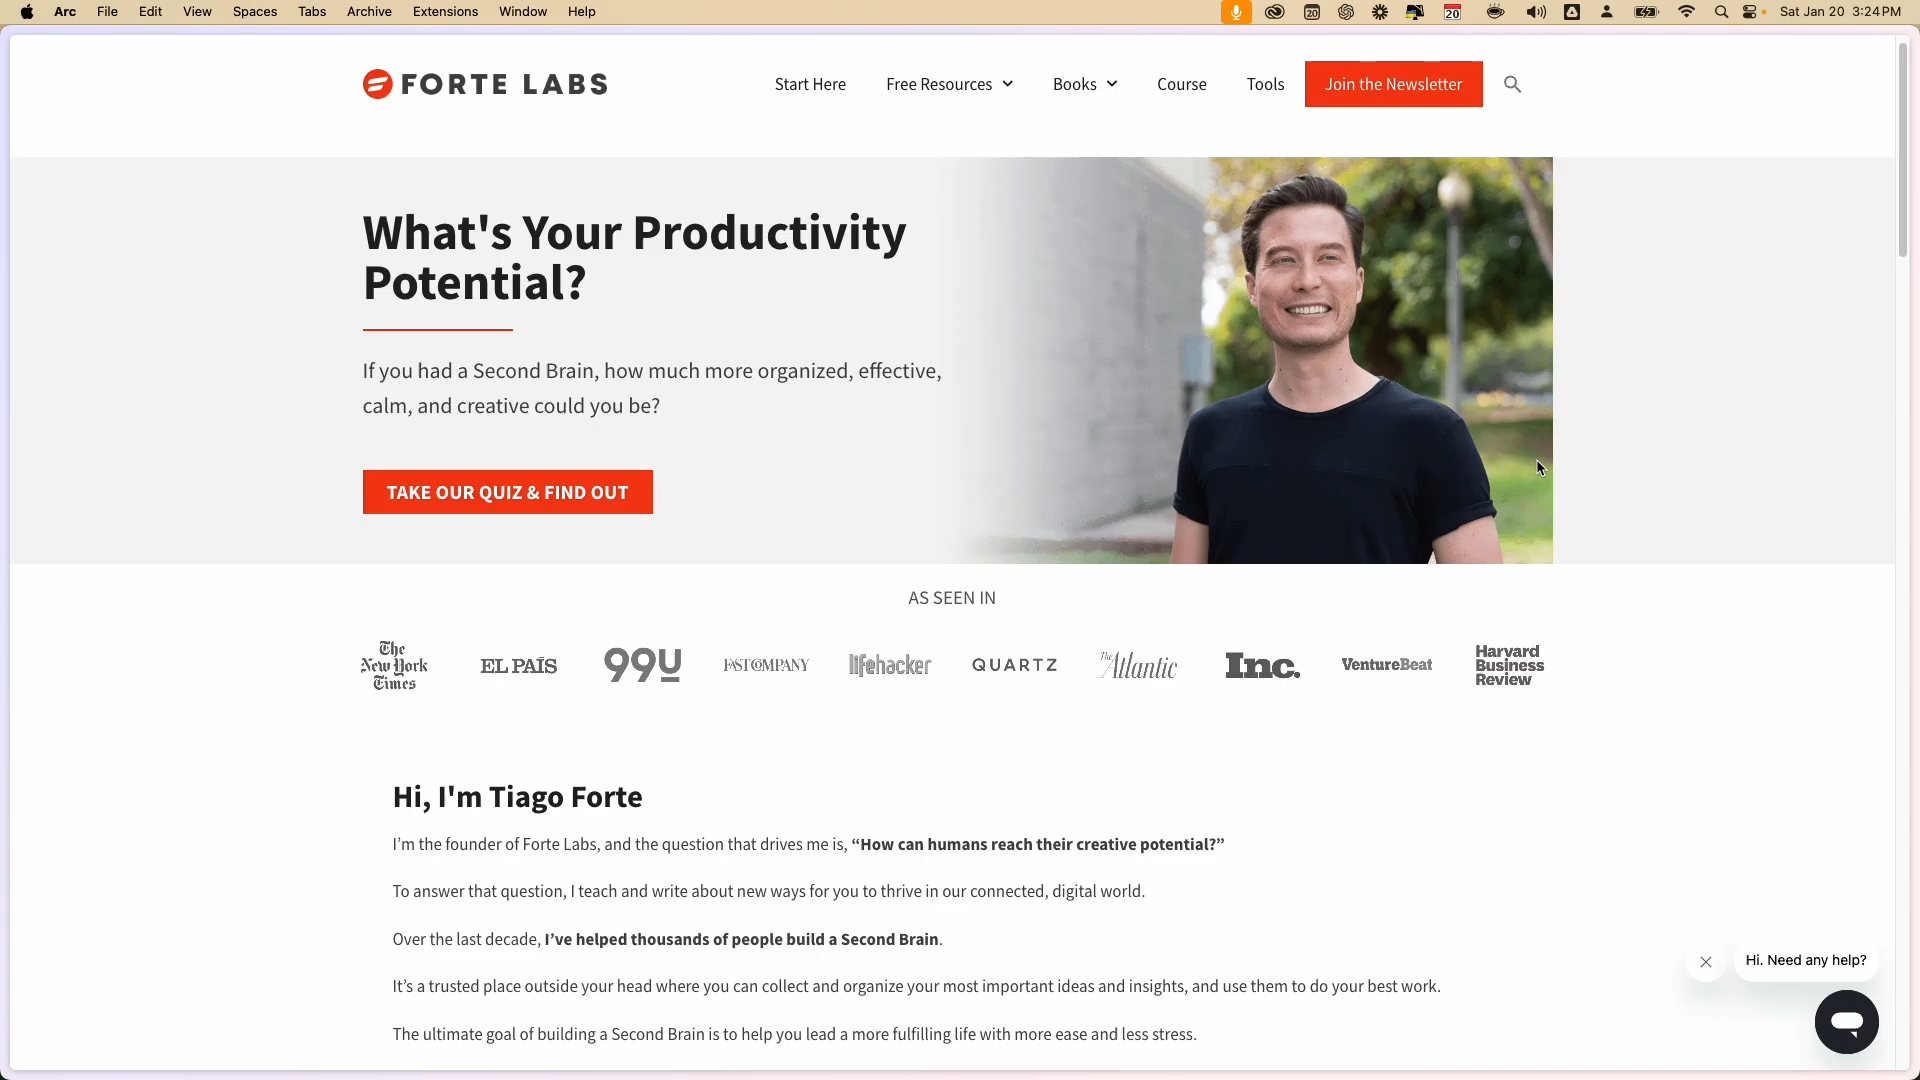 Arc File Edit View Spaces Tabs Archive Extensions Window Help
20 20 Sat Jan 20 3:24 PM
FORTE LABS
Start Here Free Resources Books Course Tools Join the Newsletter
What's Your Productivity
Potential?
If you had a Second Brain, how much more organized, effective,
calm, and creative could you be?
TAKE OUR QUIZ & FIND OUT
AS SEEN IN
The
New York
Times
EL PAÍS
99U
FAST COMPANY
lifehacker
QUARTZ
The Atlantic
Inc.
VentureBeat
Harvard
Business
Review
Hi, I'm Tiago Forte
I’m the founder of Forte Labs, and the question that drives me is, “How can humans reach their creative potential?”
To answer that question, I teach and write about new ways for you to thrive in our connected, digital world.
Over the last decade, I’ve helped thousands of people build a Second Brain.
It’s a trusted place outside your head where you can collect and organize your most important ideas and insights, and use them to do your best work.
The ultimate goal of building a Second Brain is to help you lead a more fulfilling life with more ease and less stress.
Hi. Need any help?